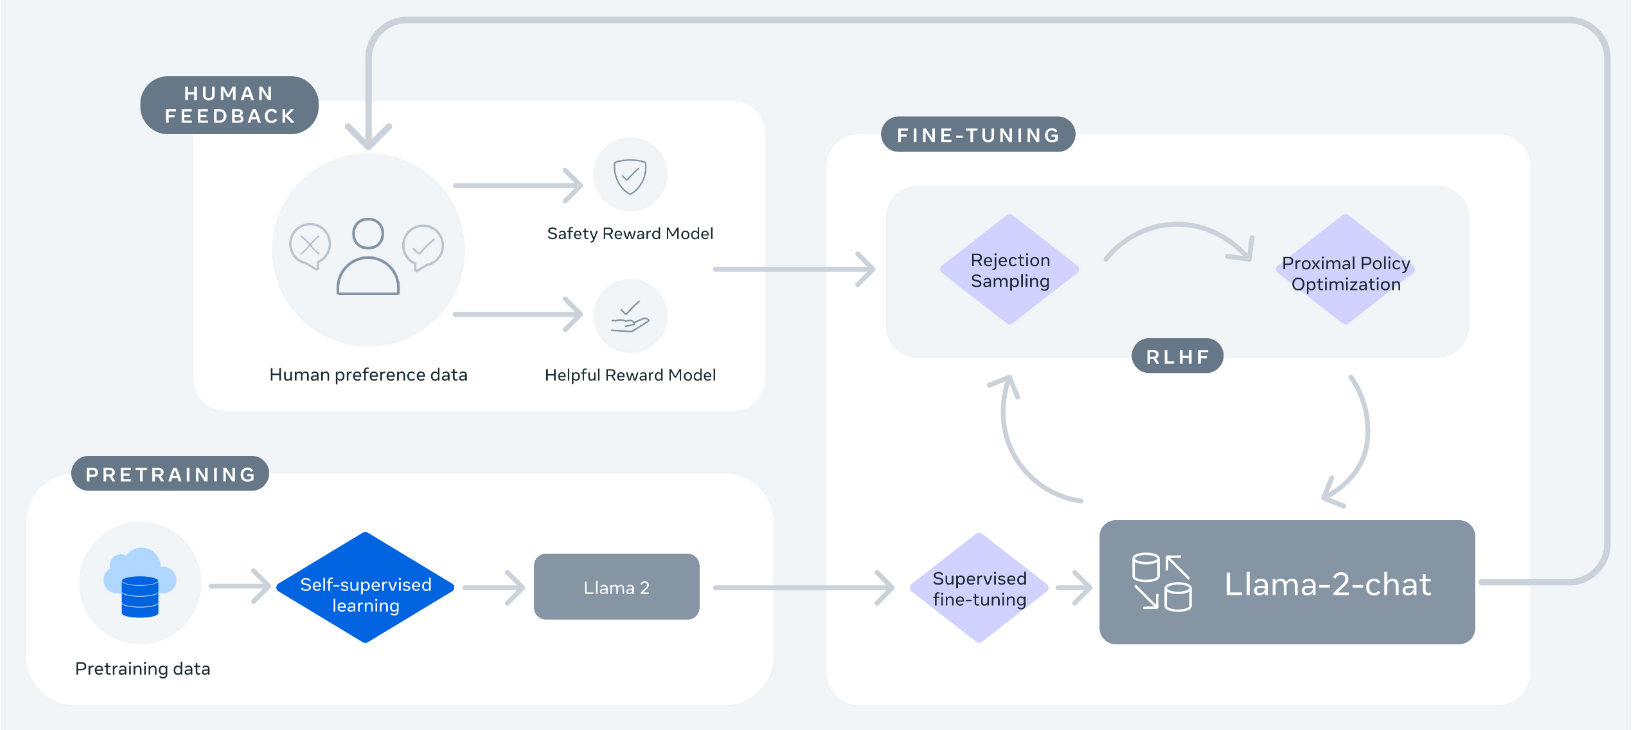 HUMAN
FEEDBACK
Safety Reward Model
Human preference data
Helpful Reward Model
FINE-TUNING
Rejection
Sampling
Proximal Policy
Optimization
RLHF
PRETRAINING
Pretraining data
Self-supervised
learning
Llama 2
Supervised
fine-tuning
Llama-2-chat